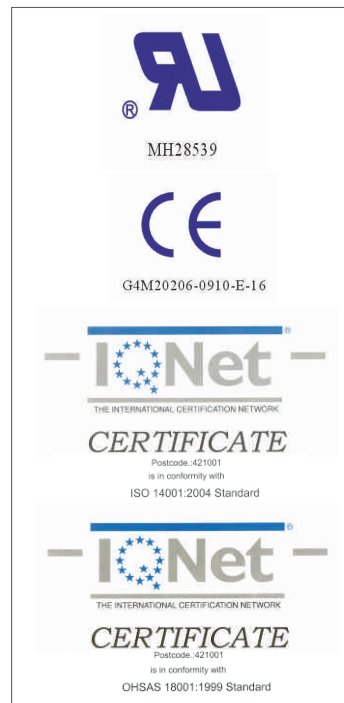 ®
MH28539
CE
G4M20206-0910-E-16
®
IQNet
THE INTERNATIONAL CERTIFICATION NETWORK
CERTIFICATE
Postcode.:421001
is in conformity with
ISO 14001:2004 Standard
®
IQNet
THE INTERNATIONAL CERTIFICATION NETWORK
CERTIFICATE
Postcode.:421001
is in conformity with
OHSAS 18001:1999 Standard